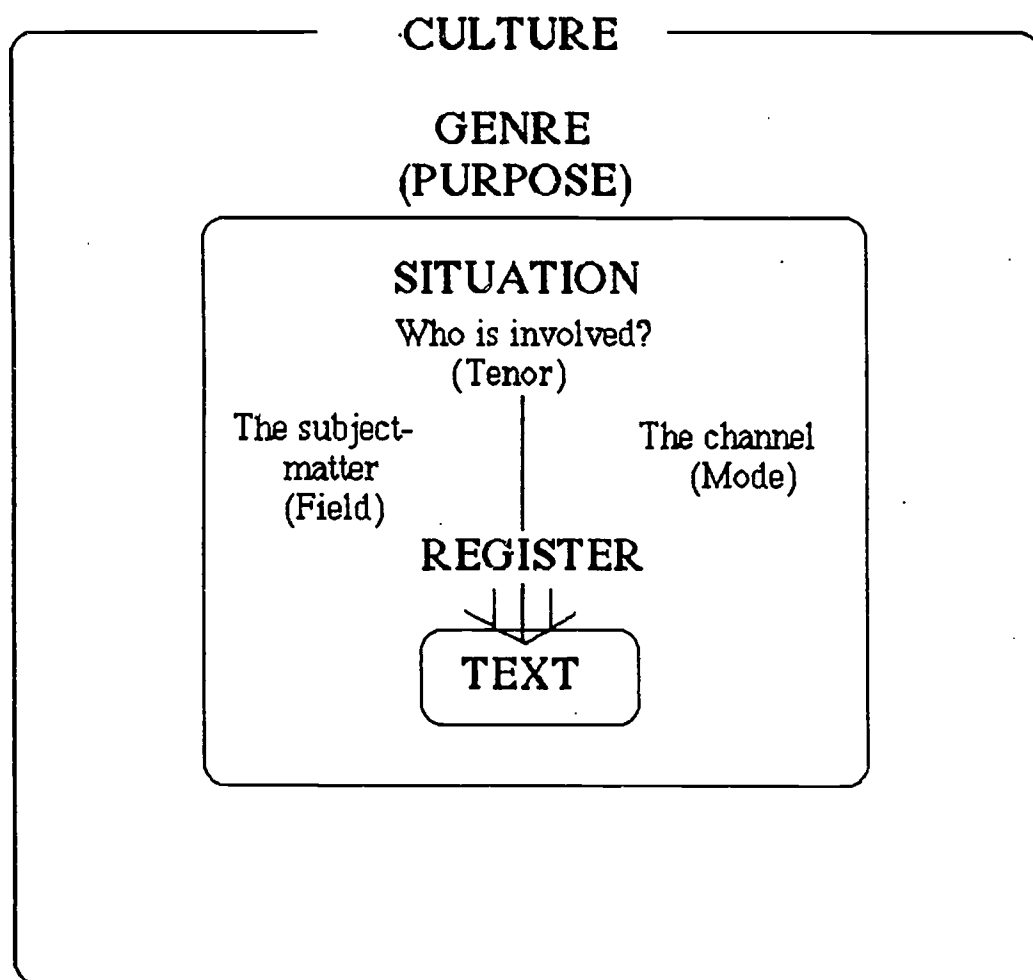 CULTURE
GENRE
(PURPOSE)
SITUATION
Who is involved?
(Tenor)
The subject-
matter
(Field)
The channel
(Mode)
REGISTER
TEXT